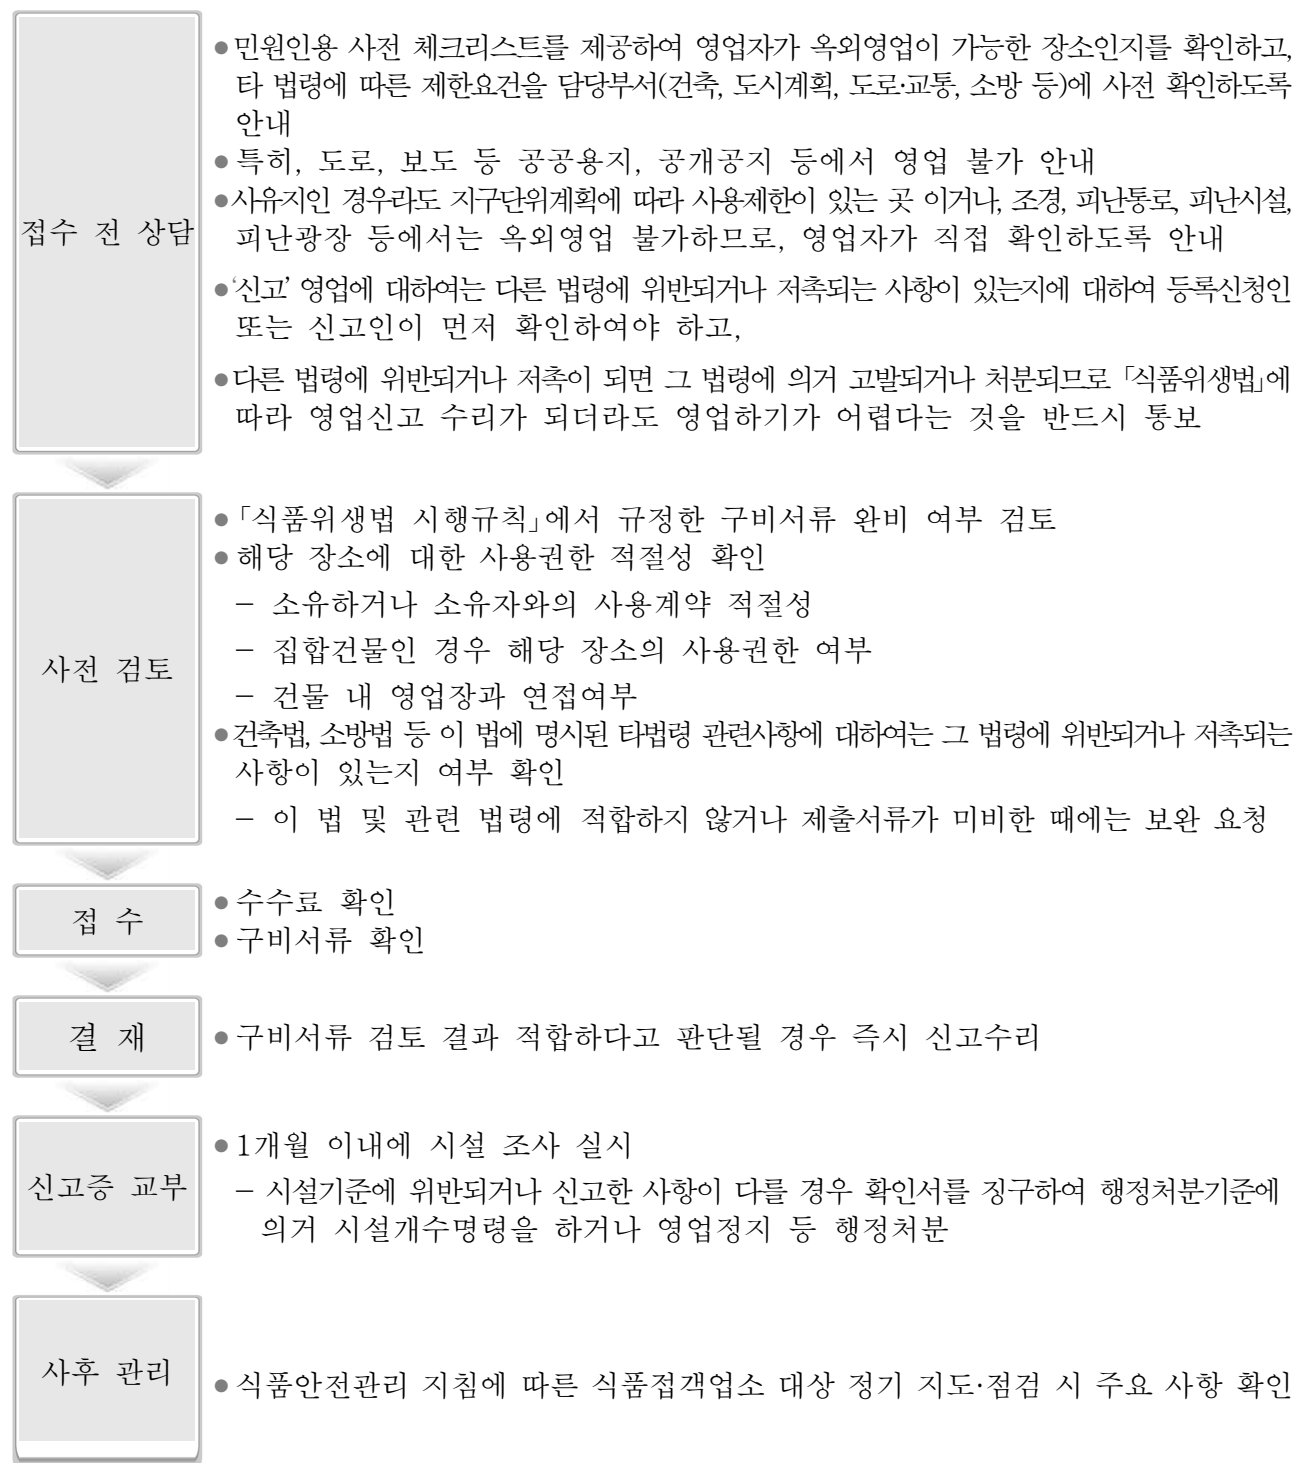 접수 전 상담
●민원인용 사전 체크리스트를 제공하여 영업자가 옥외영업이 가능한 장소인지를 확인하고,
타 법령에 따른 제한요건을 담당부서(건축, 도시계획, 도로·교통, 소방 등)에 사전 확인하도록
안내
●특히, 도로, 보도 등 공공용지, 공개공지 등에서 영업 불가 안내
●사유지인 경우라도 지구단위계획에 따라 사용제한이 있는 곳 이거나, 조경, 피난통로, 피난시설,
피난광장 등에서는 옥외영업 불가하므로, 영업자가 직접 확인하도록 안내
●‘신고’ 영업에 대하여는 다른 법령에 위반되거나 저촉되는 사항이 있는지에 대하여 등록신청인
또는 신고인이 먼저 확인하여야 하고,
●다른 법령에 위반되거나 저촉이 되면 그 법령에 의거 고발되거나 처분되므로 「식품위생법」에
따라 영업신고 수리가 되더라도 영업하기가 어렵다는 것을 반드시 통보
사전 검토
●「식품위생법 시행규칙」에서 규정한 구비서류 완비 여부 검토
●해당 장소에 대한 사용권한 적절성 확인
– 소유하거나 소유자와의 사용계약 적절성
– 집합건물인 경우 해당 장소의 사용권한 여부
– 건물 내 영업장과 연접여부
●건축법, 소방법 등 이 법에 명시된 타법령 관련사항에 대하여는 그 법령에 위반되거나 저촉되는
사항이 있는지 여부 확인
– 이 법 및 관련 법령에 적합하지 않거나 제출서류가 미비한 때에는 보완 요청
접 수
●수수료 확인
●구비서류 확인
결 재
●구비서류 검토 결과 적합하다고 판단될 경우 즉시 신고수리
신고증 교부
●1개월 이내에 시설 조사 실시
– 시설기준에 위반되거나 신고한 사항이 다를 경우 확인서를 징구하여 행정처분기준에
의거 시설개수명령을 하거나 영업정지 등 행정처분
사후 관리
●식품안전관리 지침에 따른 식품접객업소 대상 정기 지도·점검 시 주요 사항 확인